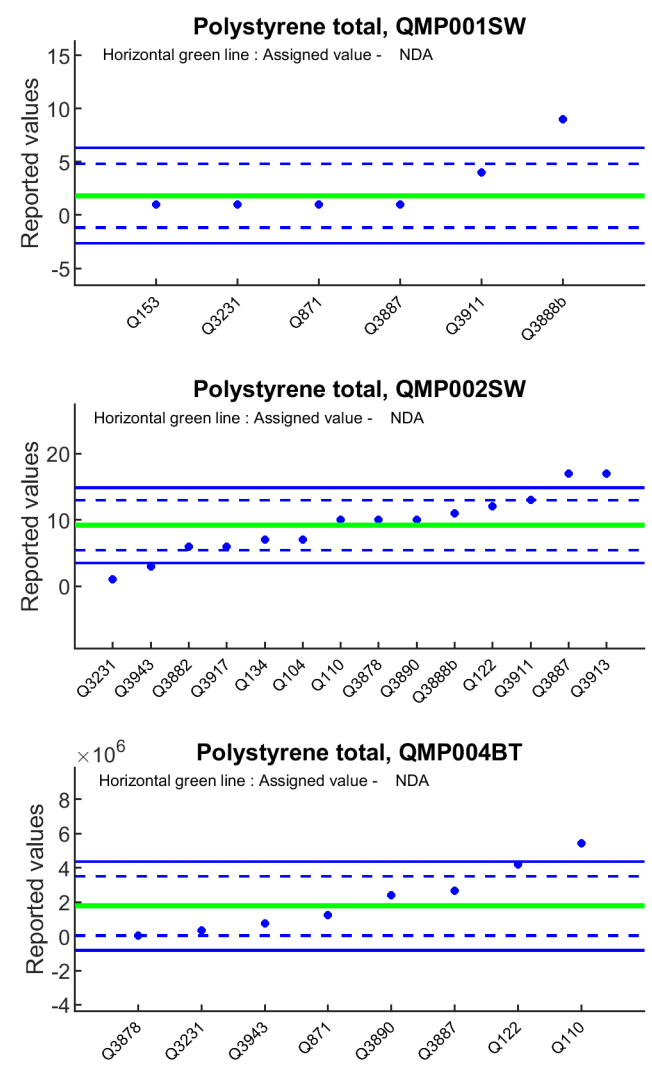 Polystyrene total, QMP001SW
Horizontal green line : Assigned value - NDA
Reported values
15
10
5
0
-5
Q153 Q3231 Q871 Q3887 Q3911 Q3888b
Polystyrene total, QMP002SW
Horizontal green line : Assigned value - NDA
Reported values
20
10
0
Q3231 Q3943 Q3882 Q3917 Q134 Q104 Q110 Q3878 Q3890 Q3888b Q122 Q3911 Q3887 Q3913
×10⁶
Polystyrene total, QMP004BT
Horizontal green line : Assigned value - NDA
Reported values
8
6
4
2
0
-2
-4
Q3878 Q3231 Q3943 Q871 Q3890 Q3887 Q122 Q110